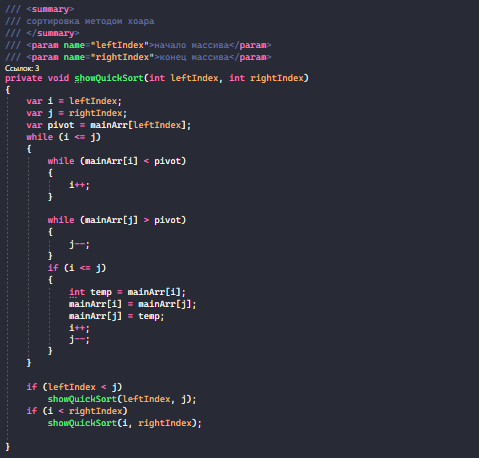 /// <summary>
/// сортировка методом хоара
/// </summary>
/// <param name="leftIndex">начало массива</param>
/// <param name="rightIndex">конец массива</param>
Ссылок: 3
private void showQuickSort(int leftIndex, int rightIndex)
{
    var i = leftIndex;
    var j = rightIndex;
    var pivot = mainArr[leftIndex];
    while (i <= j)
    {
        while (mainArr[i] < pivot)
        {
            i++;
        }

        while (mainArr[j] > pivot)
        {
            j--;
        }
        if (i <= j)
        {
            int temp = mainArr[i];
            mainArr[i] = mainArr[j];
            mainArr[j] = temp;
            i++;
            j--;
        }
    }

    if (leftIndex < j)
        showQuickSort(leftIndex, j);
    if (i < rightIndex)
        showQuickSort(i, rightIndex);

}